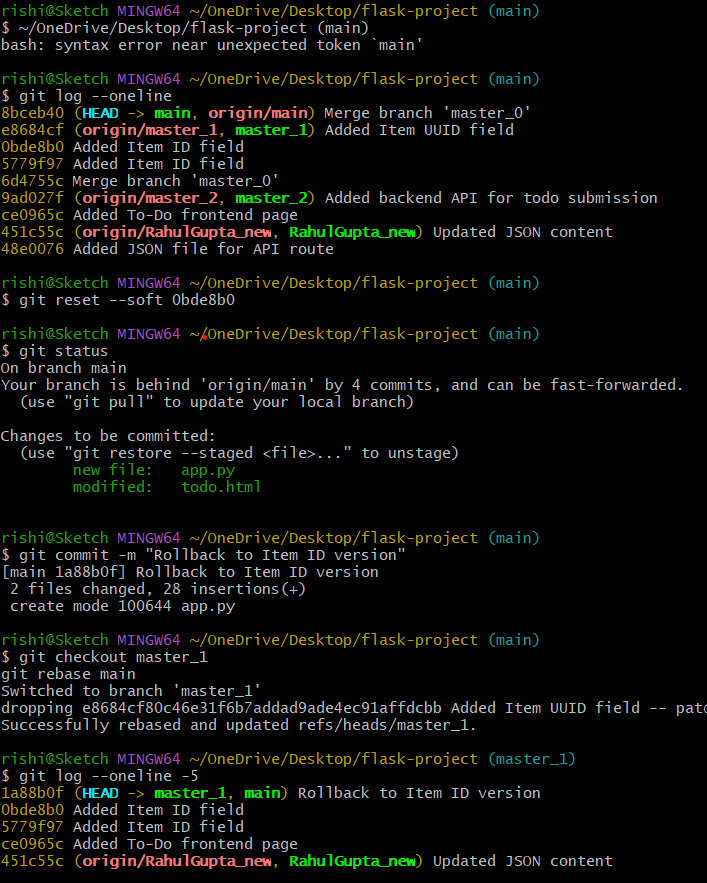 rishi@Sketch MINGW64 ~/OneDrive/Desktop/flask-project (main)
$ ~/OneDrive/Desktop/flask-project (main)
bash: syntax error near unexpected token `main'
rishi@Sketch MINGW64 ~/OneDrive/Desktop/flask-project (main)
$ git log --oneline
8bceb40 (HEAD -> main, origin/main) Merge branch 'master_0'
e8684cf (origin/master_1, master_1) Added Item UUID field
0bde8b0 Added Item ID field
5779f97 Added Item ID field
6d4755c Merge branch 'master_0'
9ad027f (origin/master_2, master_2) Added backend API for todo submission
ce0965c Added To-Do frontend page
451c55c (origin/RahulGupta_new, RahulGupta_new) Updated JSON content
48e0076 Added JSON file for API route
rishi@Sketch MINGW64 ~/OneDrive/Desktop/flask-project (main)
$ git reset --soft 0bde8b0
rishi@Sketch MINGW64 ~/OneDrive/Desktop/flask-project (main)
$ git status
On branch main
Your branch is behind 'origin/main' by 4 commits, and can be fast-forwarded.
  (use "git pull" to update your local branch)
Changes to be committed:
  (use "git restore --staged <file>..." to unstage)
        new file:   app.py
        modified:   todo.html
rishi@Sketch MINGW64 ~/OneDrive/Desktop/flask-project (main)
$ git commit -m "Rollback to Item ID version"
[main 1a88b0f] Rollback to Item ID version
 2 files changed, 28 insertions(+)
 create mode 100644 app.py
rishi@Sketch MINGW64 ~/OneDrive/Desktop/flask-project (main)
$ git checkout master_1
git rebase main
Switched to branch 'master_1'
dropping e8684cf80c46e31f6b7addad9ade4ec91affdcbb Added Item UUID field -- patc
Successfully rebased and updated refs/heads/master_1.
rishi@Sketch MINGW64 ~/OneDrive/Desktop/flask-project (master_1)
$ git log --oneline -5
1a88b0f (HEAD -> master_1, main) Rollback to Item ID version
0bde8b0 Added Item ID field
5779f97 Added Item ID field
ce0965c Added To-Do frontend page
451c55c (origin/RahulGupta_new, RahulGupta_new) Updated JSON content